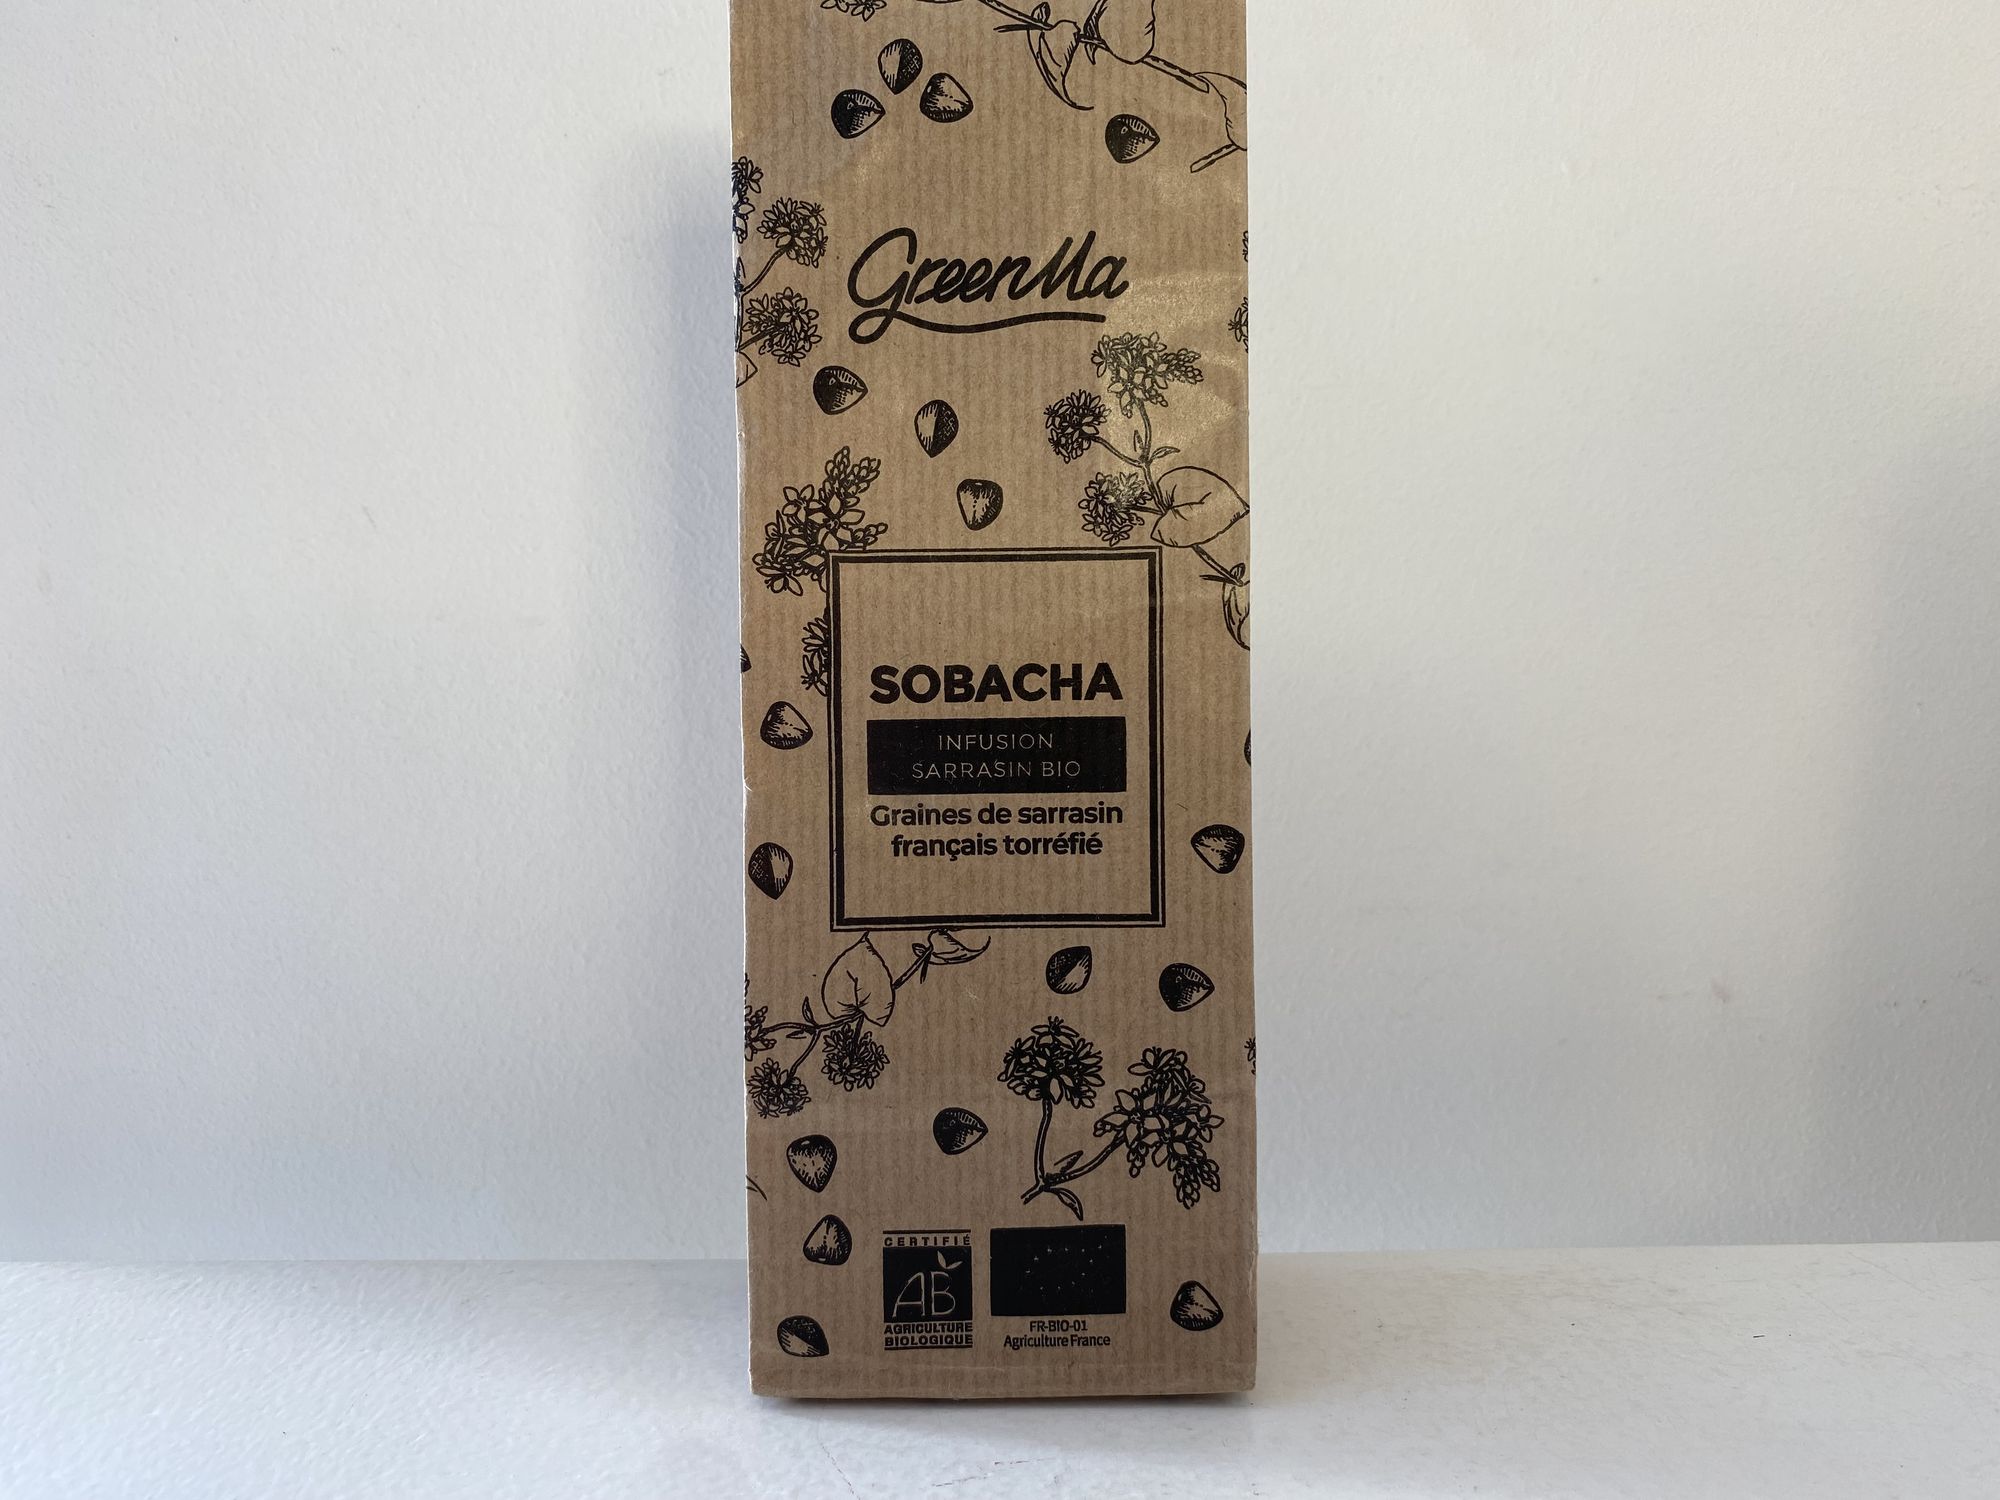 GreenMa
SOBACHA
INFUSION
SARRASIN BIO
Graines de sarrasin
français torréfié
CERTIFIÉ
AB
AGRICULTURE
BIOLOGIQUE
FR-BIO-01
Agriculture France